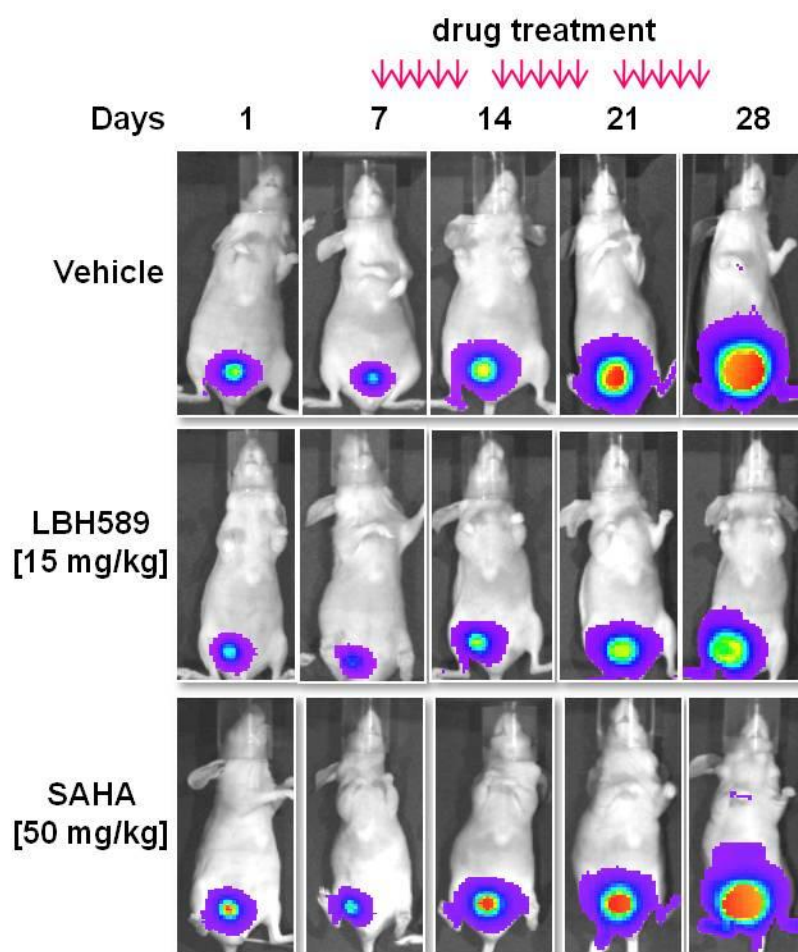 drug treatment
Days 1 7 14 21 28
Vehicle
LBH589
[15 mg/kg]
SAHA
[50 mg/kg]